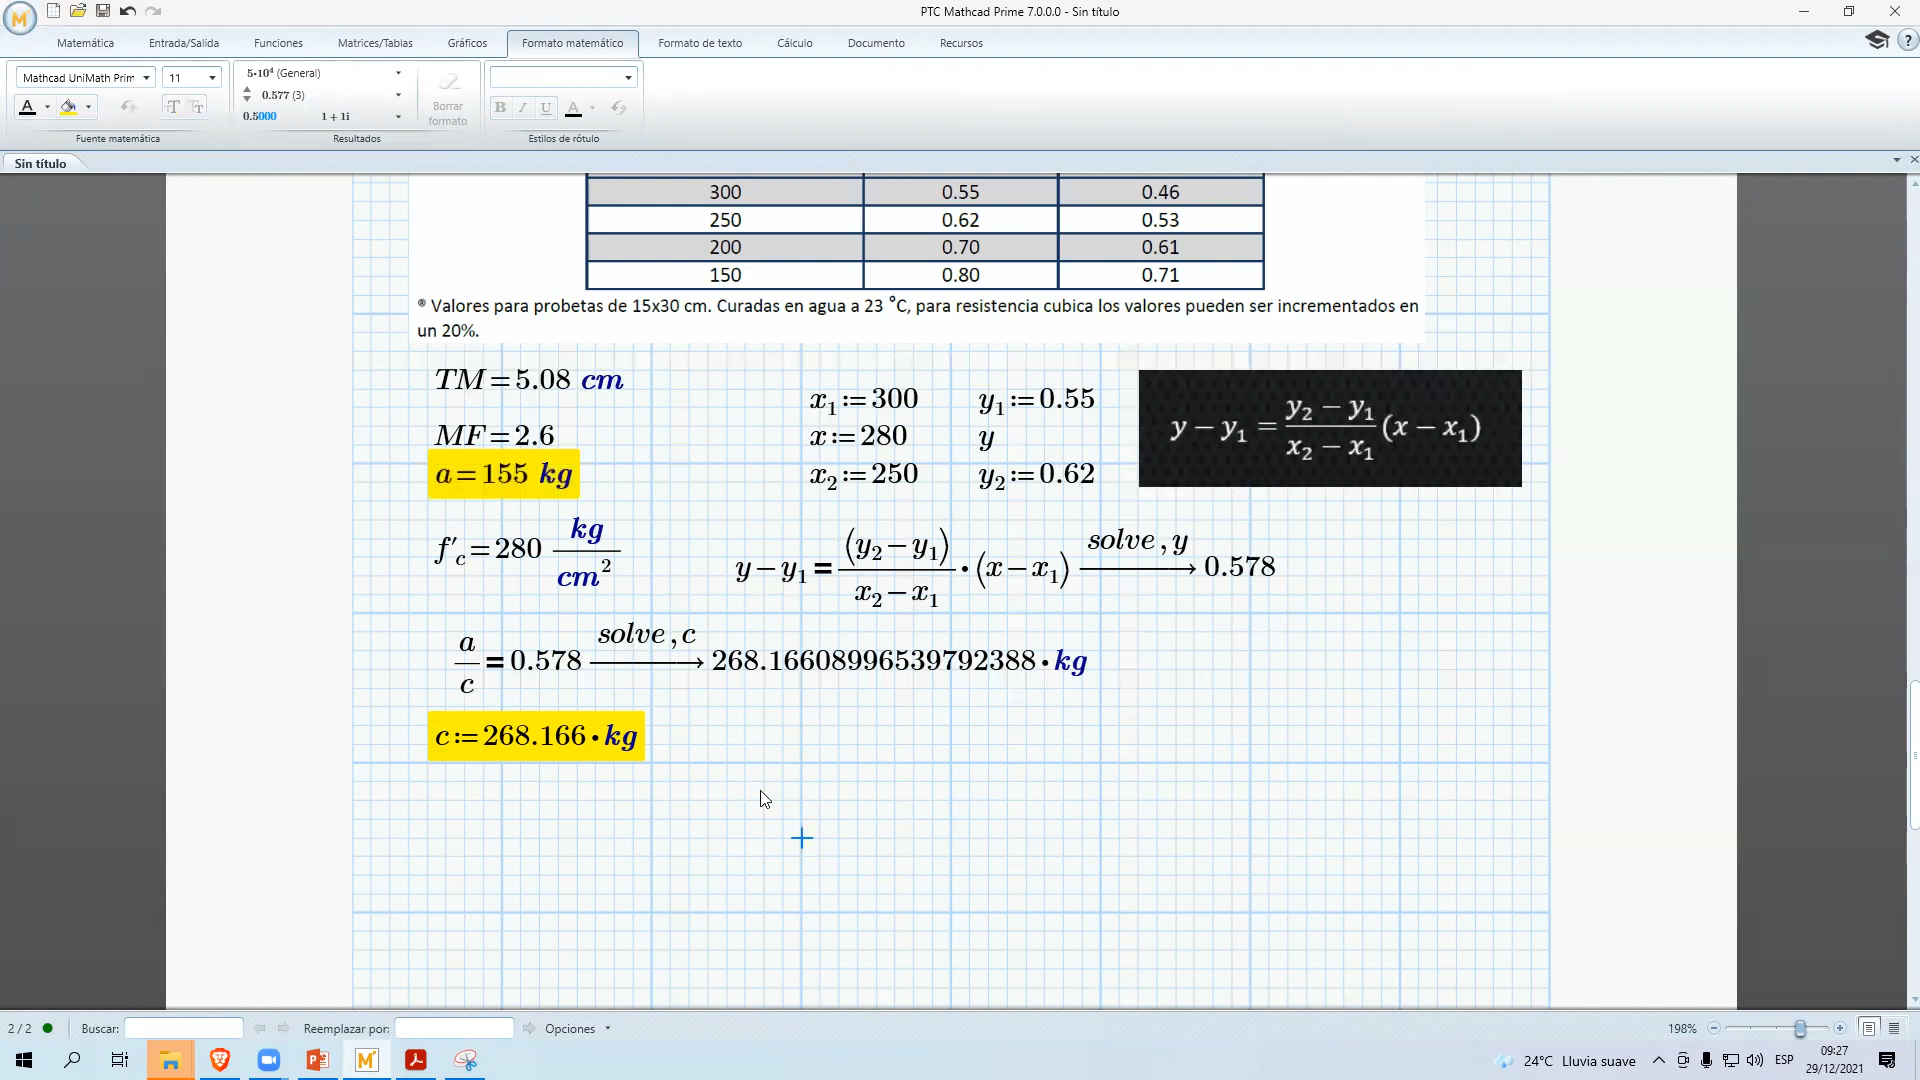 PTC Mathcad Prime 7.0.0.0 - Sin título
Matemática Entrada/Salida Funciones Matrices/Tablas Gráficos Formato matemático Formato de texto Cálculo Documento Recursos
Mathcad UniMath Prim 11
5•10⁴ (General)
0.577 (3)
0.5000 1 + 1i
Borrar
formato
B I U A
Fuente matemática Resultados Estilos de rótulo
Sin título
300 0.55 0.46
250 0.62 0.53
200 0.70 0.61
150 0.80 0.71
® Valores para probetas de 15x30 cm. Curadas en agua a 23 °C, para resistencia cubica los valores pueden ser incrementados en
un 20%.
TM = 5.08 cm
x₁ := 300 y₁ := 0.55
MF = 2.6
x := 280 y
a = 155 kg
x₂ := 250 y₂ := 0.62
y − y₁ = (y₂ − y₁)/(x₂ − x₁) (x − x₁)
f'c = 280 kg/cm²
y − y₁ = (y₂ − y₁)/(x₂ − x₁) • (x − x₁) solve , y → 0.578
a/c = 0.578 solve , c → 268.16608996539792388 • kg
c := 268.166 • kg
2 / 2 Buscar: Reemplazar por: Opciones 198%
24°C Lluvia suave ESP 09:27
29/12/2021